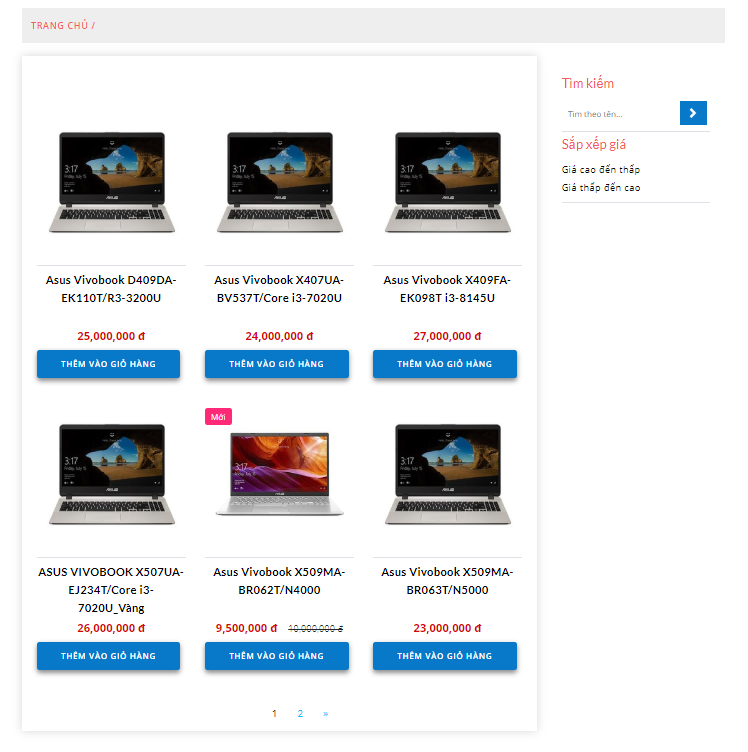 TRANG CHỦ /
Asus Vivobook D409DA-
EK110T/R3-3200U
25,000,000 đ
THÊM VÀO GIỎ HÀNG
Asus Vivobook X407UA-
BV537T/Core i3-7020U
24,000,000 đ
THÊM VÀO GIỎ HÀNG
Asus Vivobook X409FA-
EK098T i3-8145U
27,000,000 đ
THÊM VÀO GIỎ HÀNG
ASUS VIVOBOOK X507UA-
EJ234T/Core i3-
7020U_Vàng
26,000,000 đ
THÊM VÀO GIỎ HÀNG
Mới
Asus Vivobook X509MA-
BR062T/N4000
9,500,000 đ 10,000,000 đ
THÊM VÀO GIỎ HÀNG
Asus Vivobook X509MA-
BR063T/N5000
23,000,000 đ
THÊM VÀO GIỎ HÀNG
1 2 »
Tìm kiếm
Tìm theo tên...
Sắp xếp giá
Giá cao đến thấp
Giá thấp đến cao